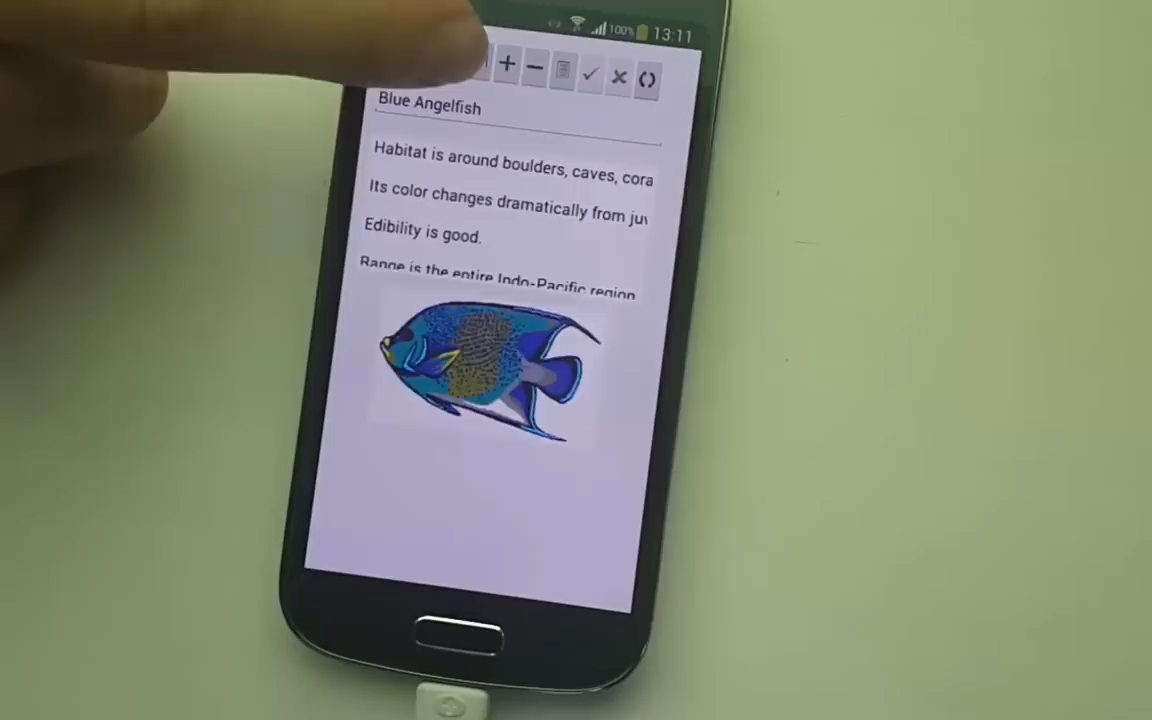 100% 13:11
Blue Angelfish
Habitat is around boulders, caves, cora
Its color changes dramatically from juv
Edibility is good.
Range is the entire Indo-Pacific region